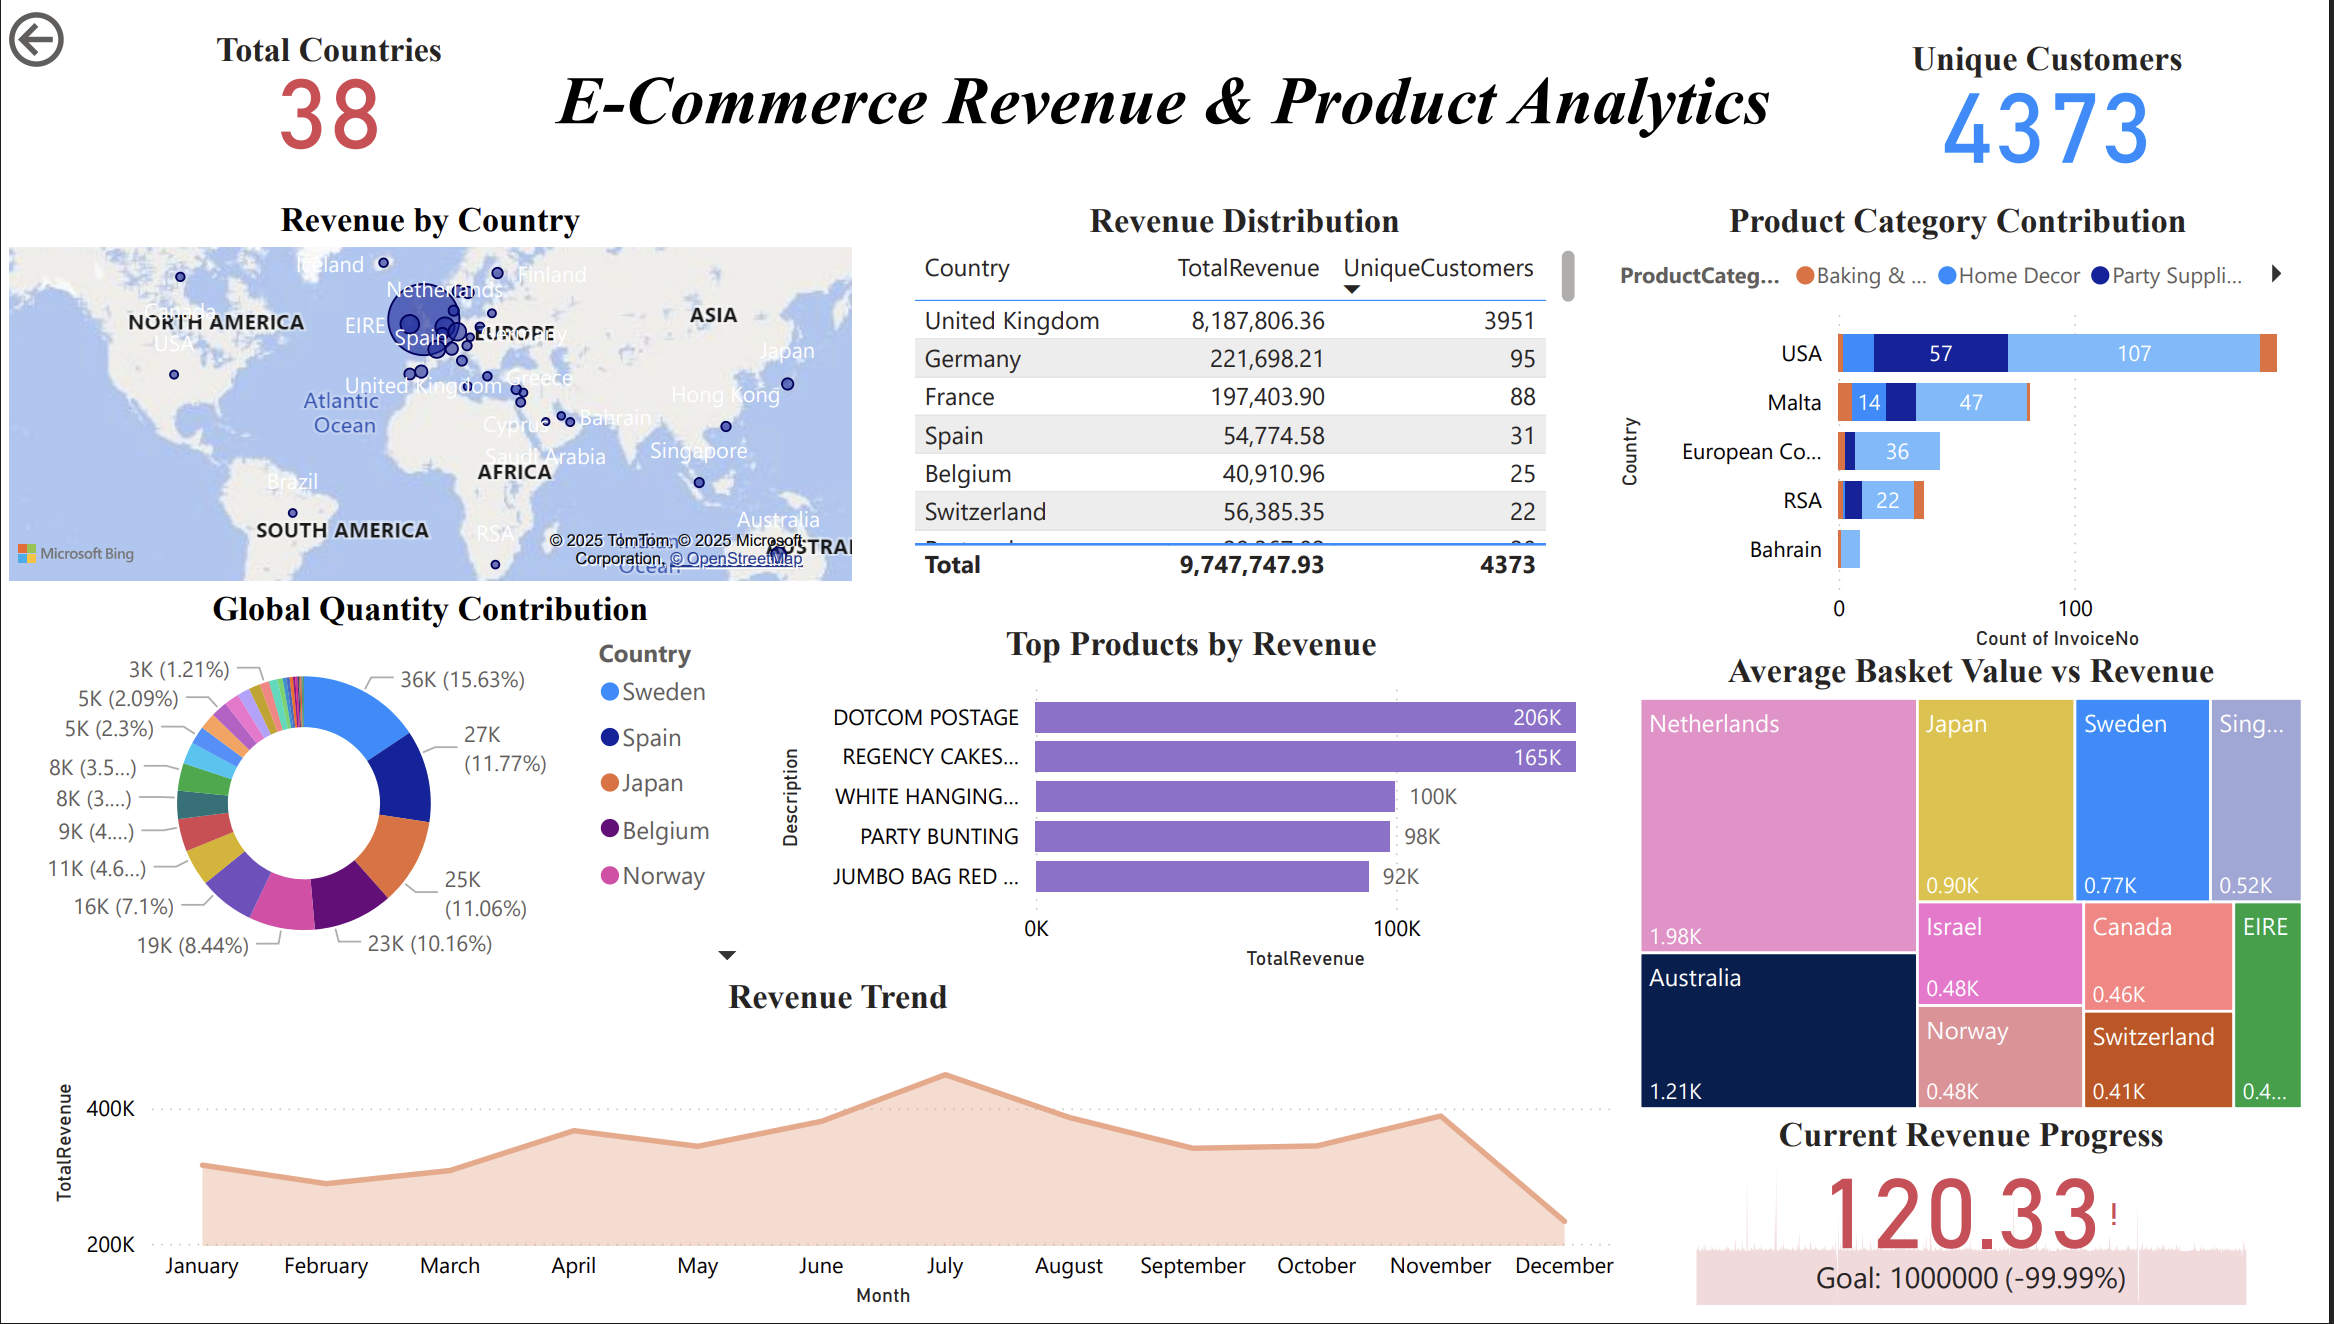 Total Countries
38
E-Commerce Revenue & Product Analytics
Unique Customers
4373
Revenue by Country
Iceland
Finland
Netherlands
Canada
NORTH AMERICA
USA
EIRE
EUROPE
Spain
ASIA
Japan
United Kingdom
Greece
Hong Kong
Atlantic
Ocean
Cyprus
Bahrain
Saudi Arabia
Singapore
AFRICA
Brazil
SOUTH AMERICA
RSA
Australia
Microsoft Bing
© 2025 TomTom, © 2025 Microsoft
Corporation, © OpenStreetMap
Ocean
Revenue Distribution
Country TotalRevenue UniqueCustomers
United Kingdom 8,187,806.36 3951
Germany 221,698.21 95
France 197,403.90 88
Spain 54,774.58 31
Belgium 40,910.96 25
Switzerland 56,385.35 22
Total 9,747,747.93 4373
Product Category Contribution
ProductCateg... Baking & ... Home Decor Party Suppli...
Country
USA 57 107
Malta 14 47
European Co... 36
RSA 22
Bahrain
0 100
Count of InvoiceNo
Global Quantity Contribution
3K (1.21%)
5K (2.09%)
5K (2.3%)
8K (3.5...)
8K (3....)
9K (4....)
11K (4.6...)
16K (7.1%)
19K (8.44%)
36K (15.63%)
27K
(11.77%)
25K
(11.06%)
23K (10.16%)
Country
Sweden
Spain
Japan
Belgium
Norway
Top Products by Revenue
Description
DOTCOM POSTAGE 206K
REGENCY CAKES... 165K
WHITE HANGING... 100K
PARTY BUNTING 98K
JUMBO BAG RED ... 92K
0K 100K
TotalRevenue
Average Basket Value vs Revenue
Netherlands
1.98K
Australia
1.21K
Japan
0.90K
Sweden
0.77K
Sing...
0.52K
Israel
0.48K
Norway
0.48K
Canada
0.46K
Switzerland
0.41K
EIRE
0.4...
Revenue Trend
TotalRevenue
400K
200K
January February March April May June July August September October November December
Month
Current Revenue Progress
120.33 !
Goal: 1000000 (-99.99%)